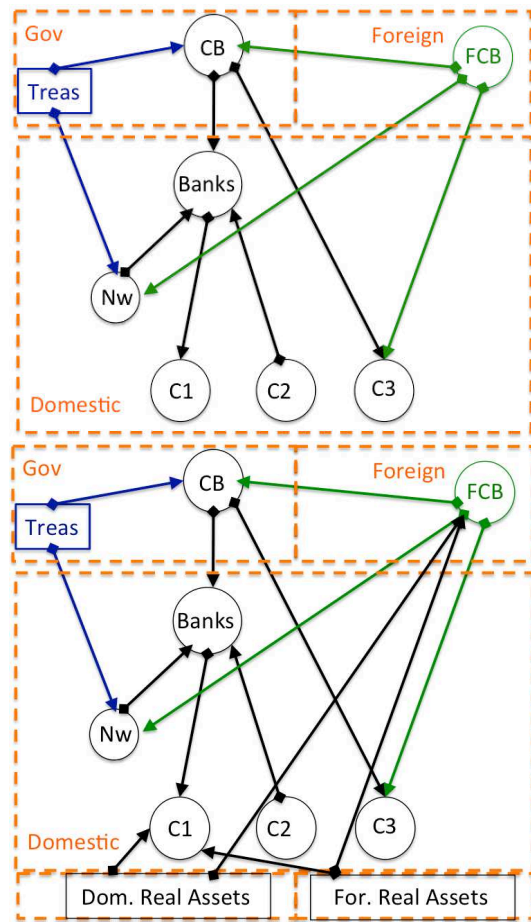 Gov
CB
Foreign
FCB
Treas
Banks
Nw
C1
C2
C3
Domestic
Gov
CB
Foreign
FCB
Treas
Banks
Nw
C1
C2
C3
Domestic
Dom. Real Assets
For. Real Assets